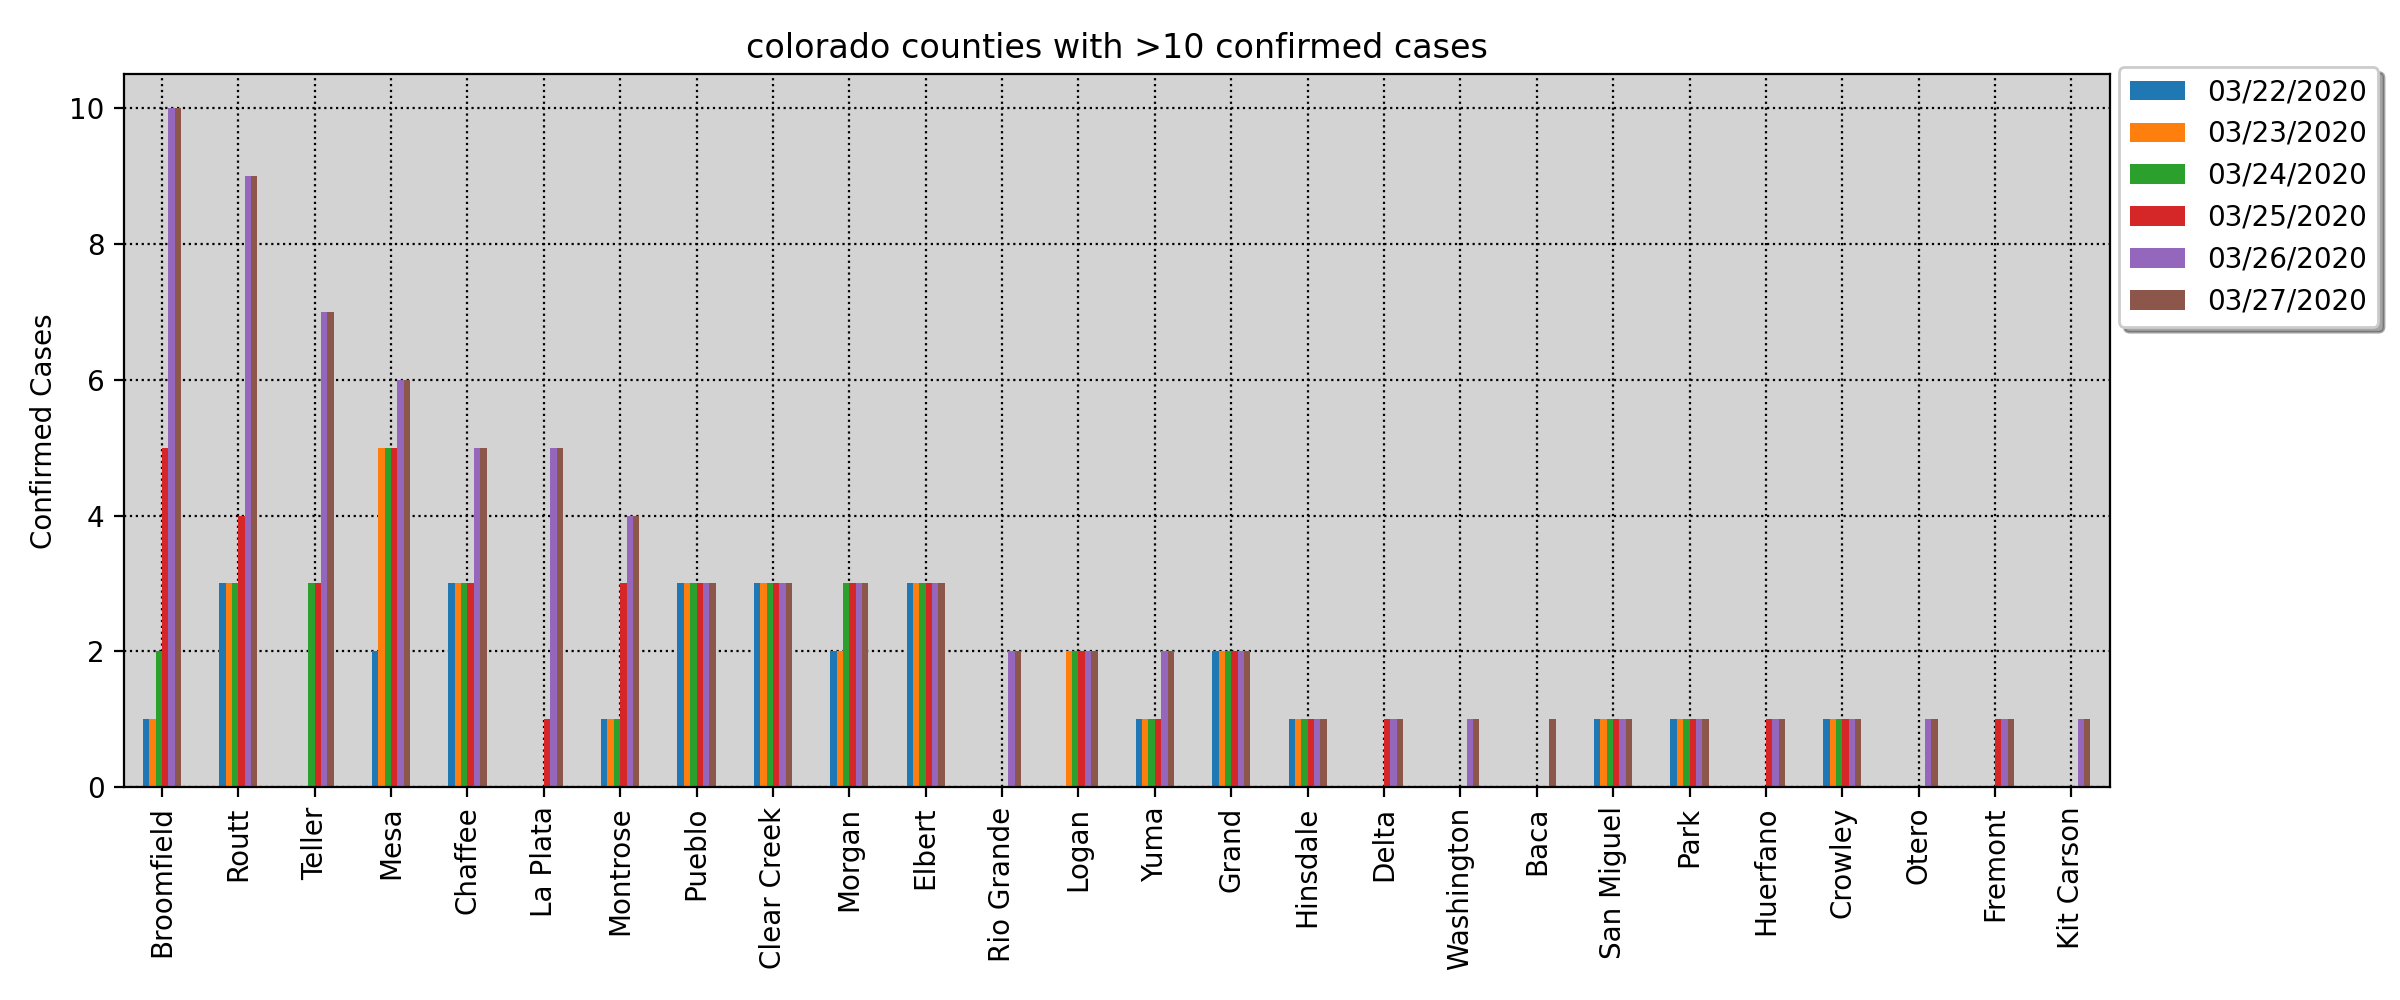 colorado counties with >10 confirmed cases
Confirmed Cases
10
8
6
4
2
0
Broomfield
Routt
Teller
Mesa
Chaffee
La Plata
Montrose
Pueblo
Clear Creek
Morgan
Elbert
Rio Grande
Logan
Yuma
Grand
Hinsdale
Delta
Washington
Baca
San Miguel
Park
Huerfano
Crowley
Otero
Fremont
Kit Carson
03/22/2020
03/23/2020
03/24/2020
03/25/2020
03/26/2020
03/27/2020